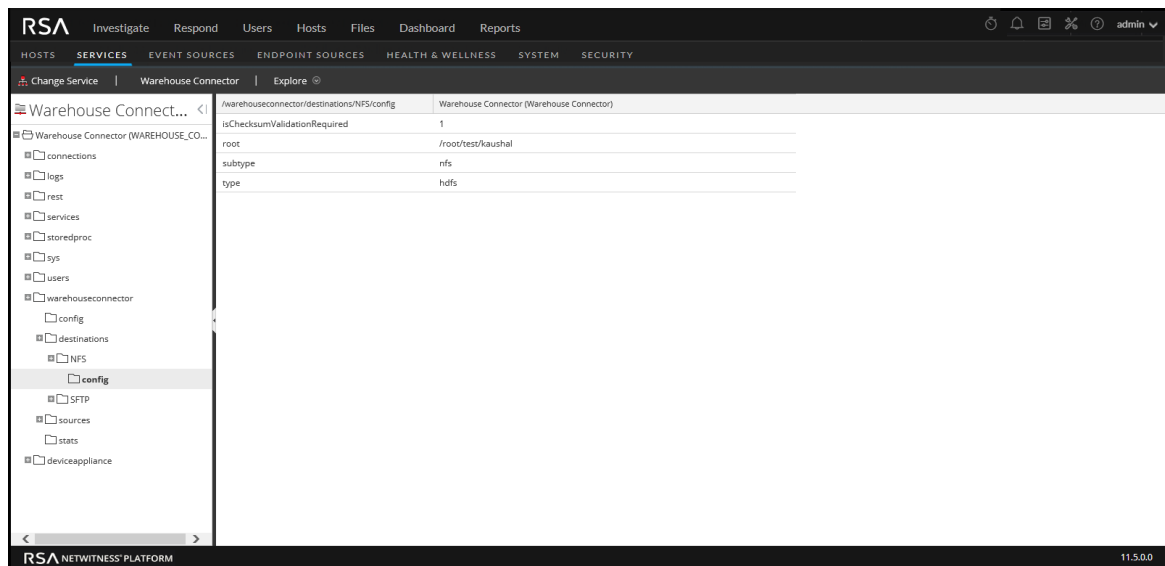 RSA Investigate Respond Users Hosts Files Dashboard Reports admin
HOSTS SERVICES EVENT SOURCES ENDPOINT SOURCES HEALTH & WELLNESS SYSTEM SECURITY
Change Service | Warehouse Connector | Explore
Warehouse Connect...
Warehouse Connector (WAREHOUSE_CO...
connections
logs
rest
services
storedproc
sys
users
warehouseconnector
config
destinations
NFS
config
SFTP
sources
stats
deviceappliance
/warehouseconnector/destinations/NFS/config Warehouse Connector (Warehouse Connector)
isChecksumValidationRequired 1
root /root/test/kaushal
subtype nfs
type hdfs
RSA NETWITNESS® PLATFORM 11.5.0.0